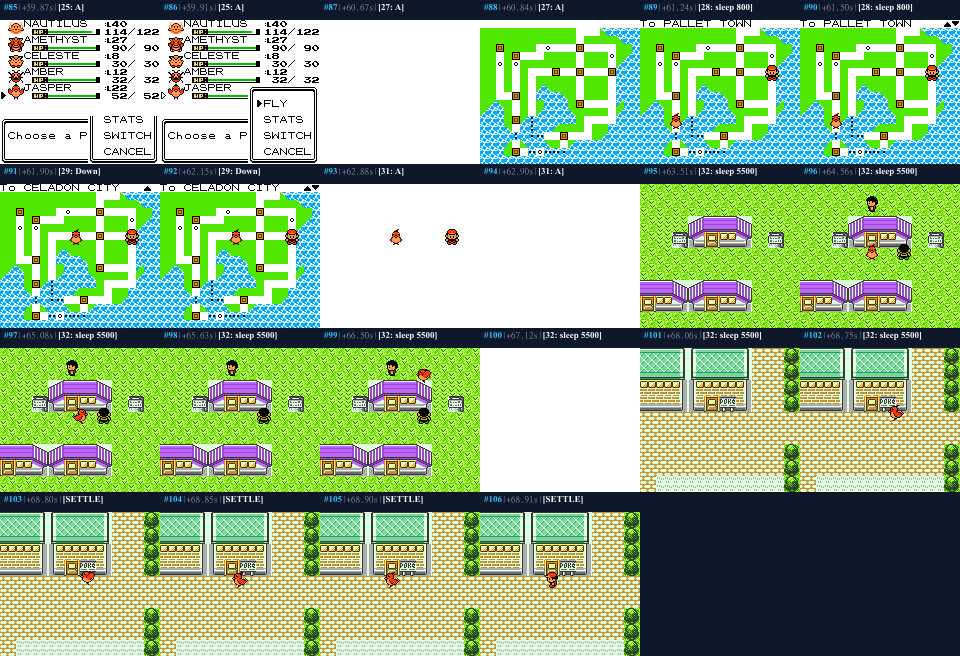 #85 | +59.87s | [25: A]
#86 | +59.91s | [25: A]
#87 | +60.67s | [27: A]
#88 | +60.84s | [27: A]
#89 | +61.24s | [28: sleep 800]
#90 | +61.50s | [28: sleep 800]
NAUTILUS :L40
114/122
AMETHYST :L27
90/ 90
CELESTE :L8
30/ 30
AMBER :L12
32/ 32
JASPER :L22
52/ 52
Choose a P
STATS
SWITCH
CANCEL
NAUTILUS :L40
114/122
AMETHYST :L27
90/ 90
CELESTE :L8
30/ 30
AMBER :L12
32/ 32
JASPER
Choose a P
FLY
STATS
SWITCH
CANCEL
To PALLET TOWN
To PALLET TOWN
#91 | +61.90s | [29: Down]
#92 | +62.15s | [29: Down]
#93 | +62.88s | [31: A]
#94 | +62.90s | [31: A]
#95 | +63.51s | [32: sleep 5500]
#96 | +64.56s | [32: sleep 5500]
To CELADON CITY
To CELADON CITY
#97 | +65.08s | [32: sleep 5500]
#98 | +65.63s | [32: sleep 5500]
#99 | +66.50s | [32: sleep 5500]
#100 | +67.12s | [32: sleep 5500]
#101 | +68.06s | [32: sleep 5500]
#102 | +68.75s | [32: sleep 5500]
POKé
POKé
#103 | +68.80s | [SETTLE]
#104 | +68.85s | [SETTLE]
#105 | +68.90s | [SETTLE]
#106 | +68.91s | [SETTLE]
POKé
POKé
POKé
POKé